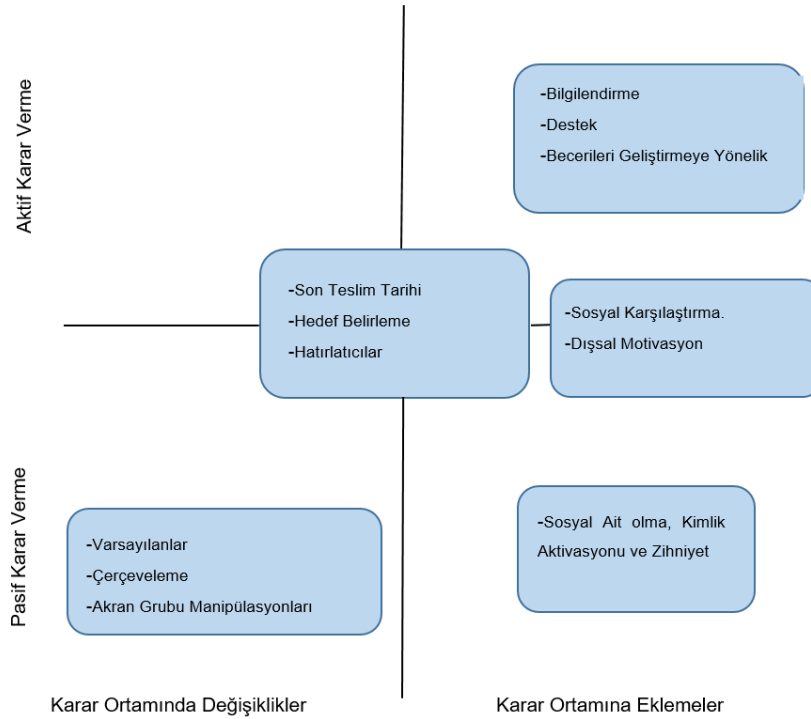 Aktif Karar Verme
-Bilgilendirme
-Destek
-Becerileri Geliştirmeye Yönelik
-Son Teslim Tarihi
-Hedef Belirleme
-Hatırlatıcılar
-Sosyal Karşılaştırma.
-Dışsal Motivasyon
Pasif Karar Verme
-Varsayılanlar
-Çerçeveleme
-Akran Grubu Manipülasyonları
-Sosyal Ait olma, Kimlik
Aktivasyonu ve Zihniyet
Karar Ortamında Değişiklikler
Karar Ortamına Eklemeler